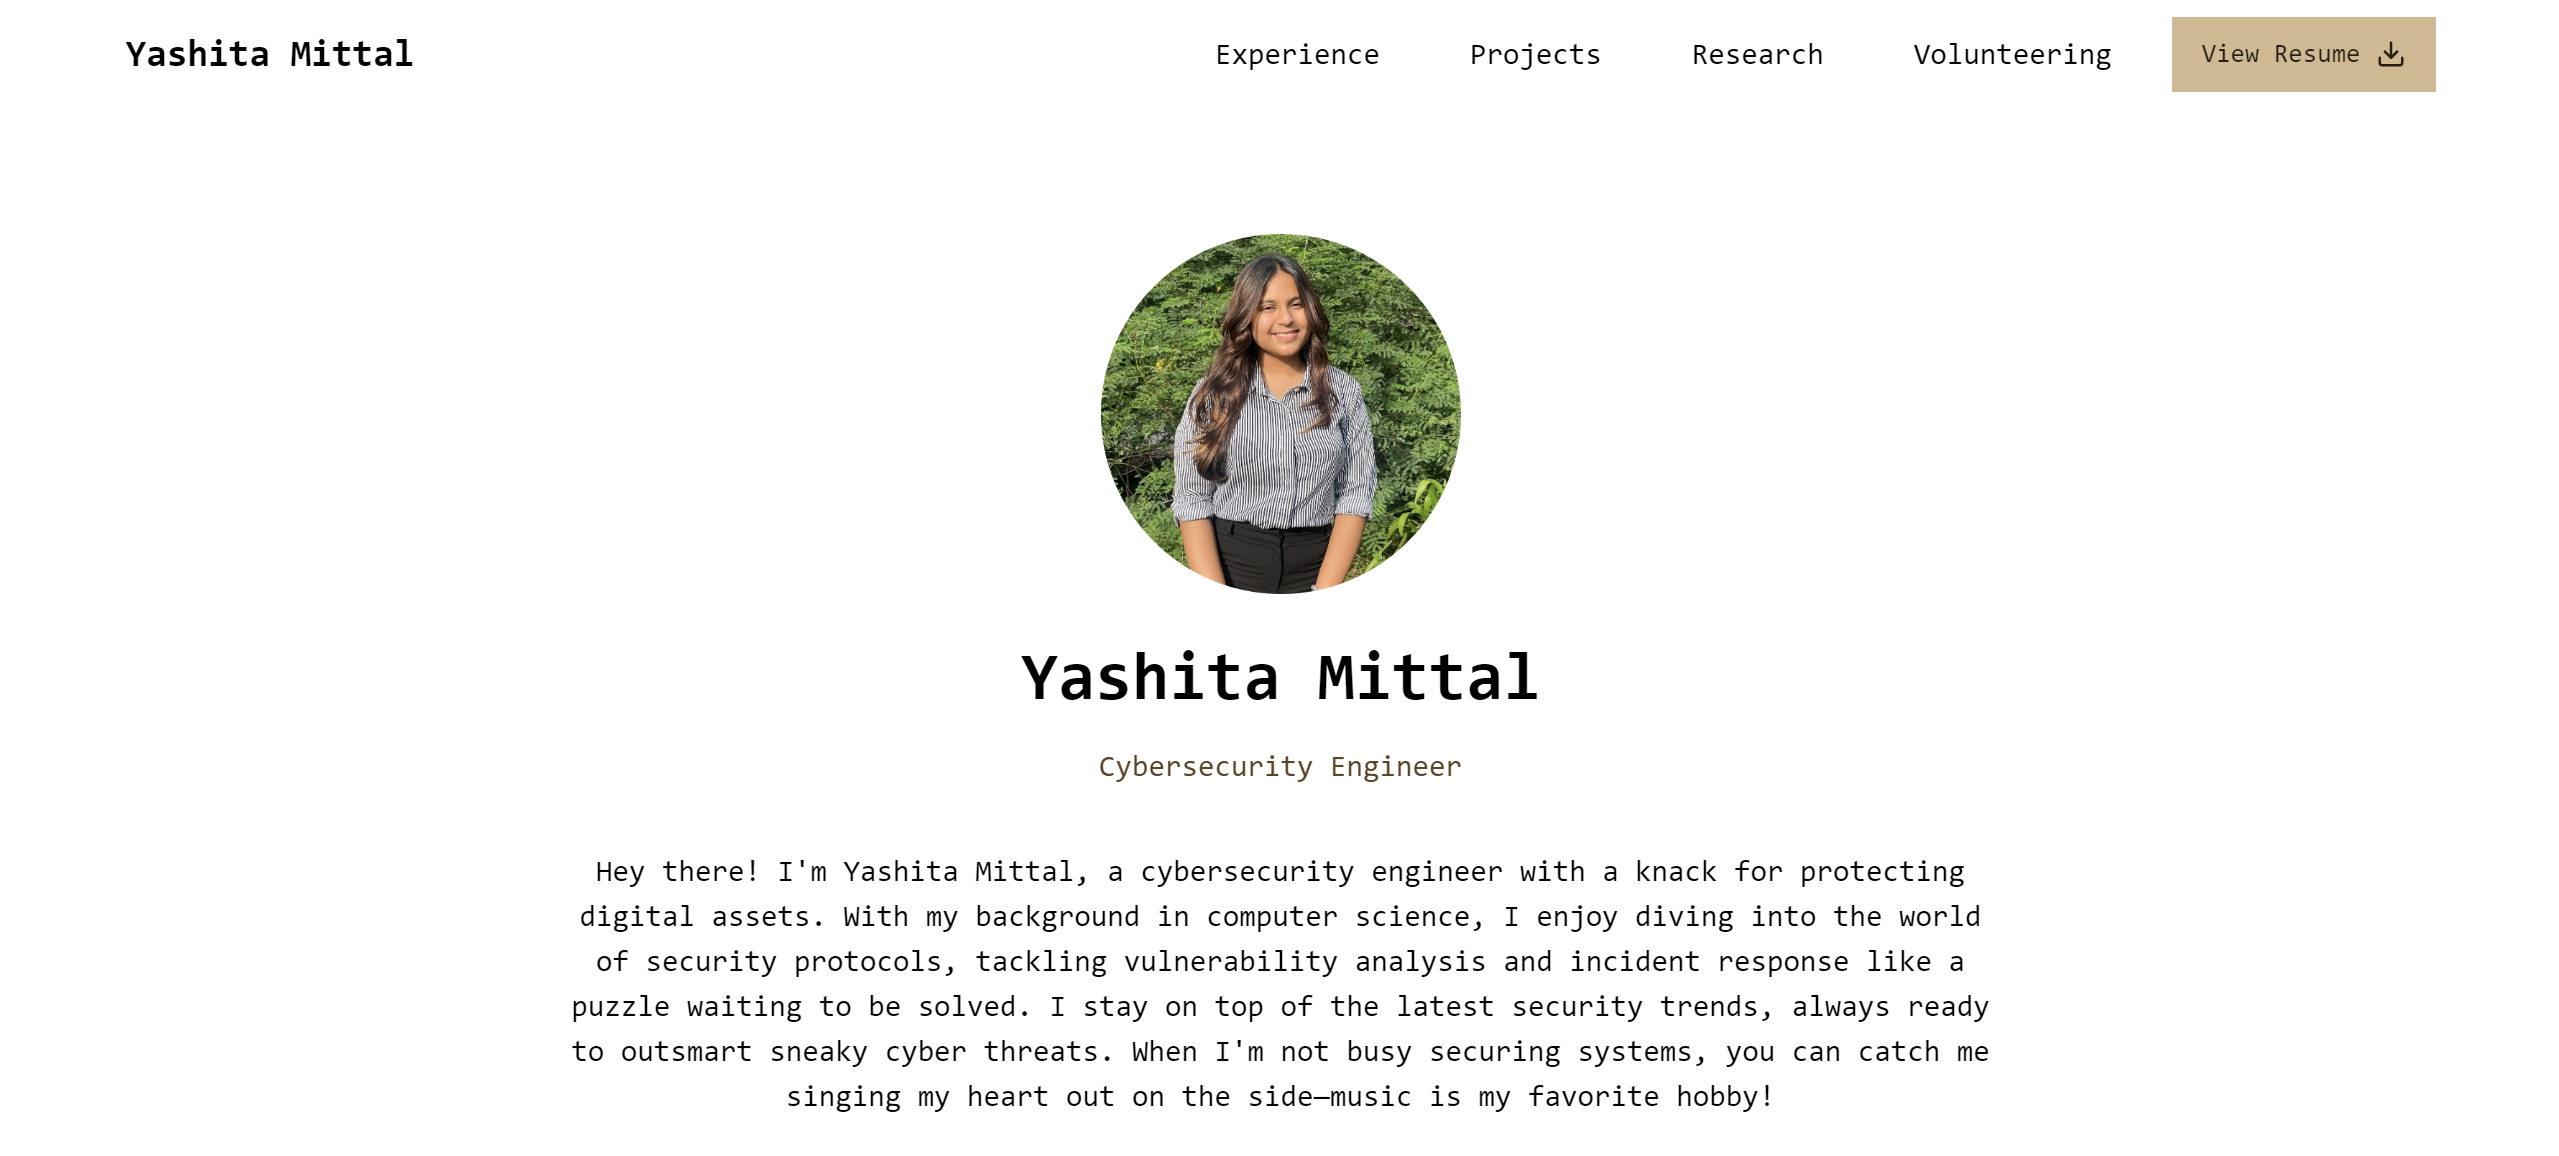 Yashita Mittal
Experience
Projects
Research
Volunteering
View Resume
Yashita Mittal
Cybersecurity Engineer
Hey there! I'm Yashita Mittal, a cybersecurity engineer with a knack for protecting
digital assets. With my background in computer science, I enjoy diving into the world
of security protocols, tackling vulnerability analysis and incident response like a
puzzle waiting to be solved. I stay on top of the latest security trends, always ready
to outsmart sneaky cyber threats. When I'm not busy securing systems, you can catch me
singing my heart out on the side—music is my favorite hobby!